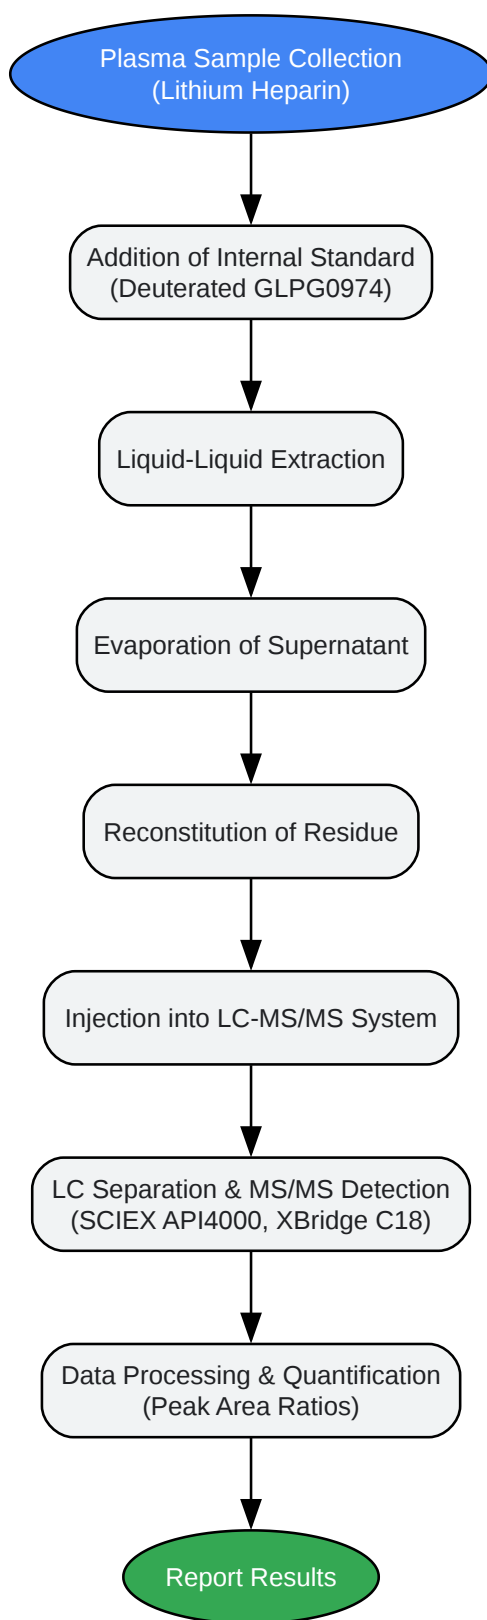 Plasma Sample Collection
(Lithium Heparin)
Addition of Internal Standard
(Deuterated GLPG0974)
Liquid-Liquid Extraction
Evaporation of Supernatant
Reconstitution of Residue
Injection into LC-MS/MS System
LC Separation & MS/MS Detection
(SCIEX API4000, XBridge C18)
Data Processing & Quantification
(Peak Area Ratios)
Report Results